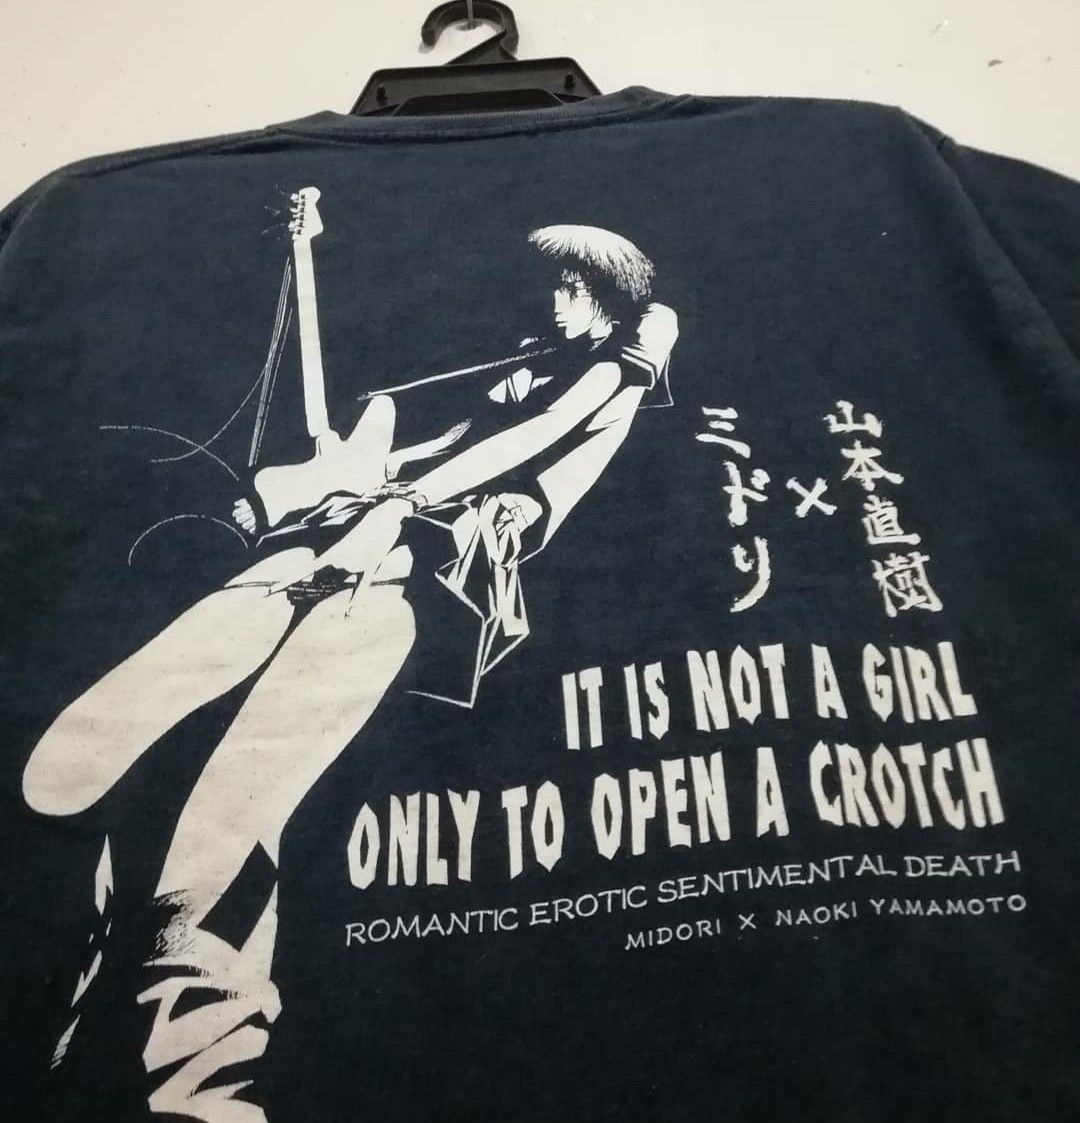 山本直樹
×
ミドリ
IT IS NOT A GIRL
ONLY TO OPEN A CROTCH
ROMANTIC EROTIC SENTIMENTAL DEATH
MIDORI X NAOKI YAMAMOTO